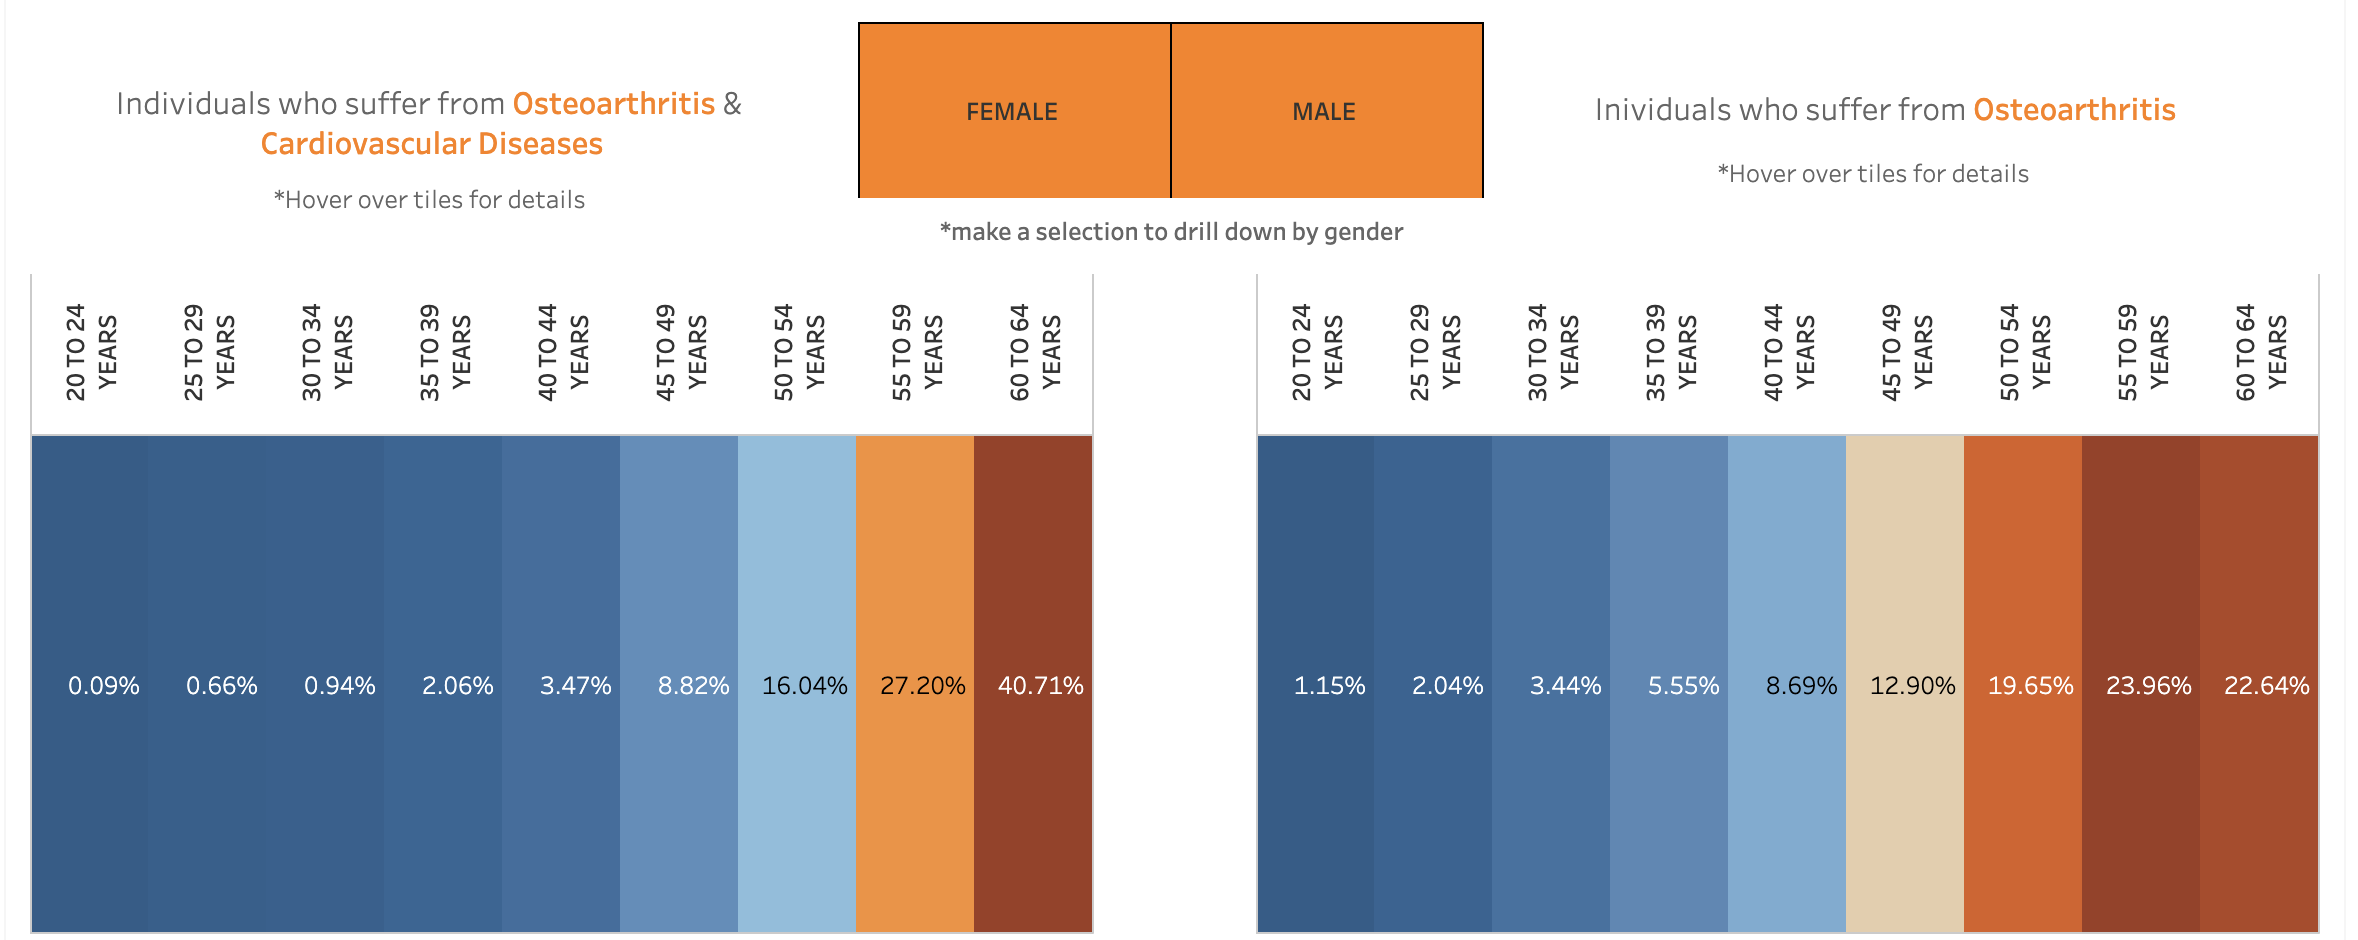 Individuals who suffer from Osteoarthritis &
Cardiovascular Diseases
*Hover over tiles for details
FEMALE
MALE
*make a selection to drill down by gender
Inividuals who suffer from Osteoarthritis
*Hover over tiles for details
20 TO 24
YEARS
25 TO 29
YEARS
30 TO 34
YEARS
35 TO 39
YEARS
40 TO 44
YEARS
45 TO 49
YEARS
50 TO 54
YEARS
55 TO 59
YEARS
60 TO 64
YEARS
0.09%
0.66%
0.94%
2.06%
3.47%
8.82%
16.04%
27.20%
40.71%
20 TO 24
YEARS
25 TO 29
YEARS
30 TO 34
YEARS
35 TO 39
YEARS
40 TO 44
YEARS
45 TO 49
YEARS
50 TO 54
YEARS
55 TO 59
YEARS
60 TO 64
YEARS
1.15%
2.04%
3.44%
5.55%
8.69%
12.90%
19.65%
23.96%
22.64%